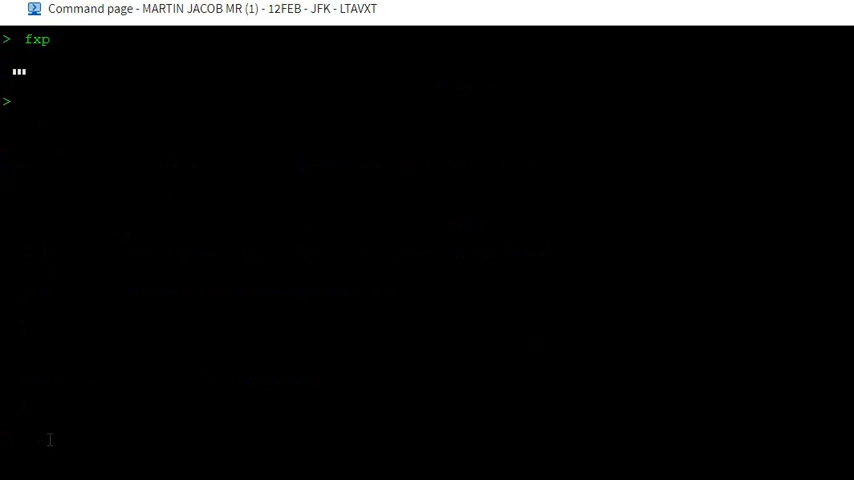 Command page - MARTIN JACOB MR (1) - 12FEB - JFK - LTAVXT
> fxp
>